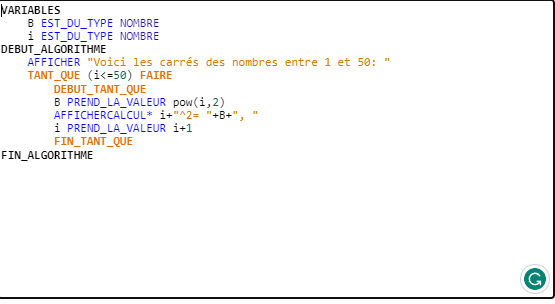 VARIABLES
B EST_DU_TYPE NOMBRE
i EST_DU_TYPE NOMBRE
DEBUT_ALGORITHME
AFFICHER "Voici les carrés des nombres entre 1 et 50: "
TANT_QUE (i<=50) FAIRE
DEBUT_TANT_QUE
B PREND_LA_VALEUR pow(i,2)
AFFICHERCALCUL* i+"^2= "+B+", "
i PREND_LA_VALEUR i+1
FIN_TANT_QUE
FIN_ALGORITHME